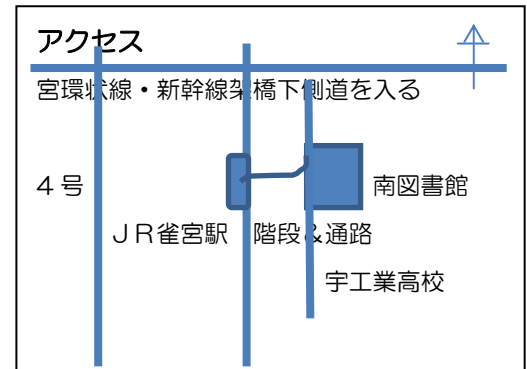 アクセス
宮環状線・新幹線架橋下側道を入る
４号
南図書館
ＪＲ雀宮駅　階段＆通路
宇工業高校